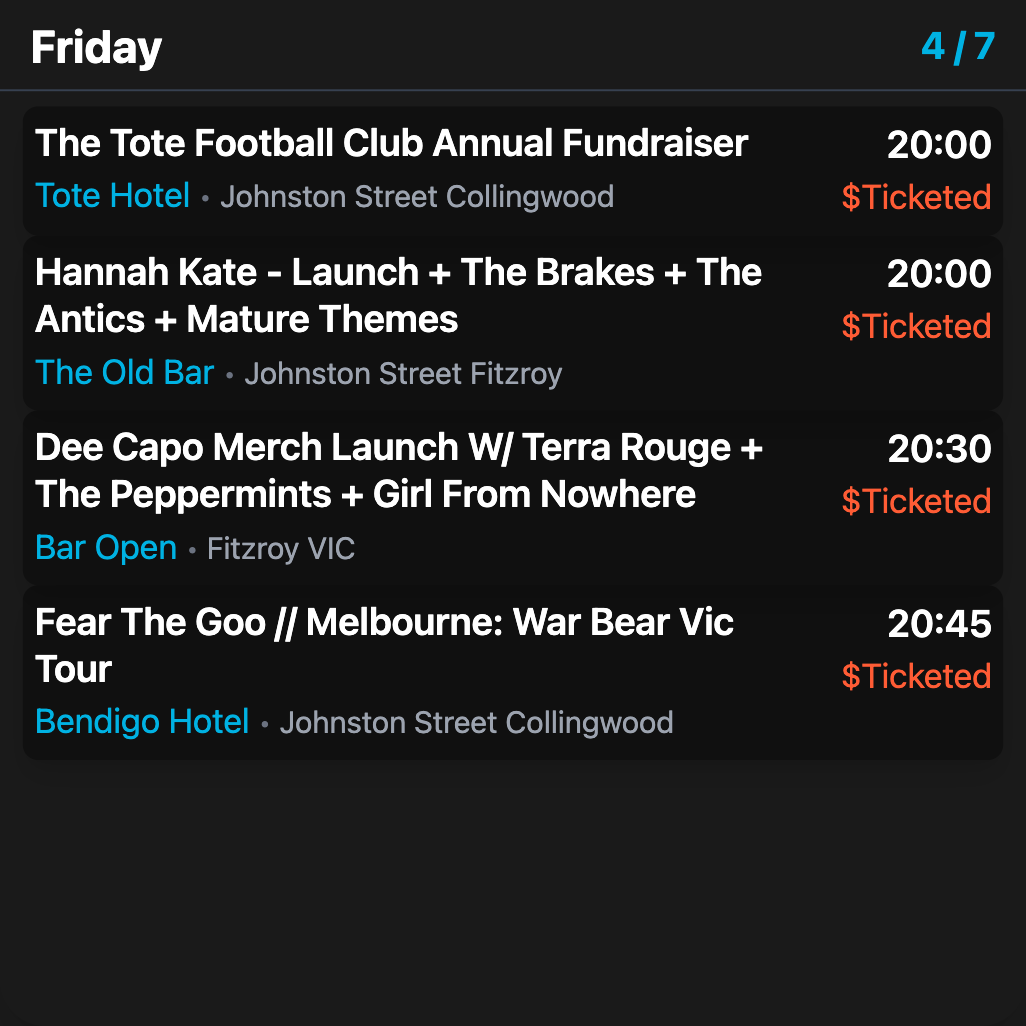 Friday 4 / 7
The Tote Football Club Annual Fundraiser 20:00
Tote Hotel • Johnston Street Collingwood $Ticketed
Hannah Kate - Launch + The Brakes + The 20:00
Antics + Mature Themes $Ticketed
The Old Bar • Johnston Street Fitzroy
Dee Capo Merch Launch W/ Terra Rouge + 20:30
The Peppermints + Girl From Nowhere $Ticketed
Bar Open • Fitzroy VIC
Fear The Goo // Melbourne: War Bear Vic 20:45
Tour $Ticketed
Bendigo Hotel • Johnston Street Collingwood